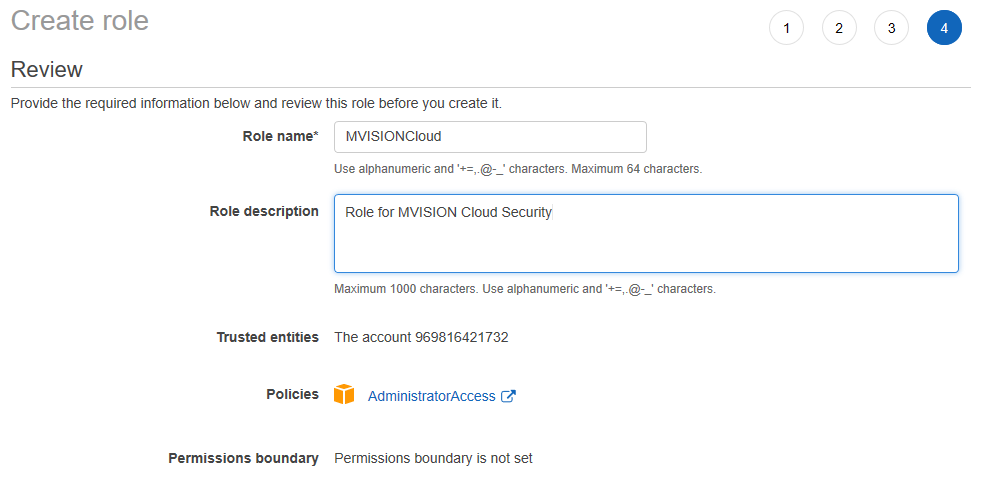 Create role
1 2 3 4
Review
Provide the required information below and review this role before you create it.
Role name* MVISIONCloud
Use alphanumeric and '+=,.@-_' characters. Maximum 64 characters.
Role description Role for MVISION Cloud Security
Maximum 1000 characters. Use alphanumeric and '+=,.@-_' characters.
Trusted entities The account 969816421732
Policies AdministratorAccess
Permissions boundary Permissions boundary is not set